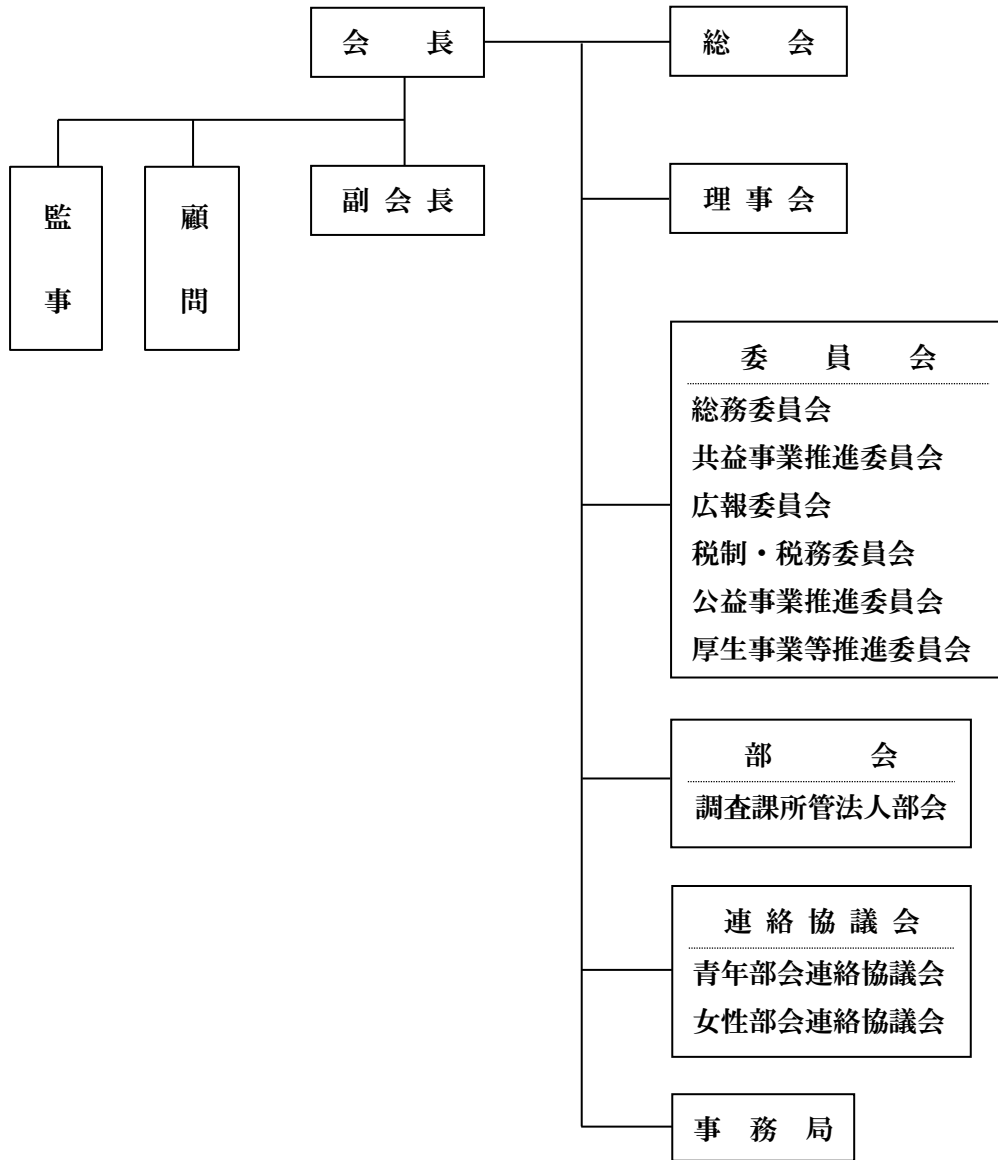 会長
総会
監事
顧問
副会長
理事会
委員会
総務委員会
共益事業推進委員会
広報委員会
税制・税務委員会
公益事業推進委員会
厚生事業等推進委員会
部会
調査課所管法人部会
連絡協議会
青年部会連絡協議会
女性部会連絡協議会
事務局